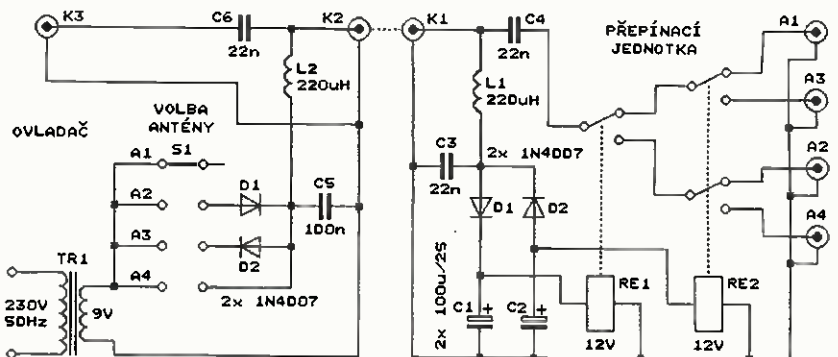 K3
C6
22n
K2
K1
C4
22n
PŘEPÍNACÍ
JEDNOTKA
A1
L2
220uH
L1
220uH
A3
OVLADAČ
VOLBA
ANTÉNY
A1
S1
C3
22n
2x 1N4007
A2
A2
D1
C5
100n
D1
D2
A3
D2
A4
TR1
A4
2x 1N4007
230V
50Hz
9V
2x 100u/25
C1
+
C2
+
RE1
12V
RE2
12V